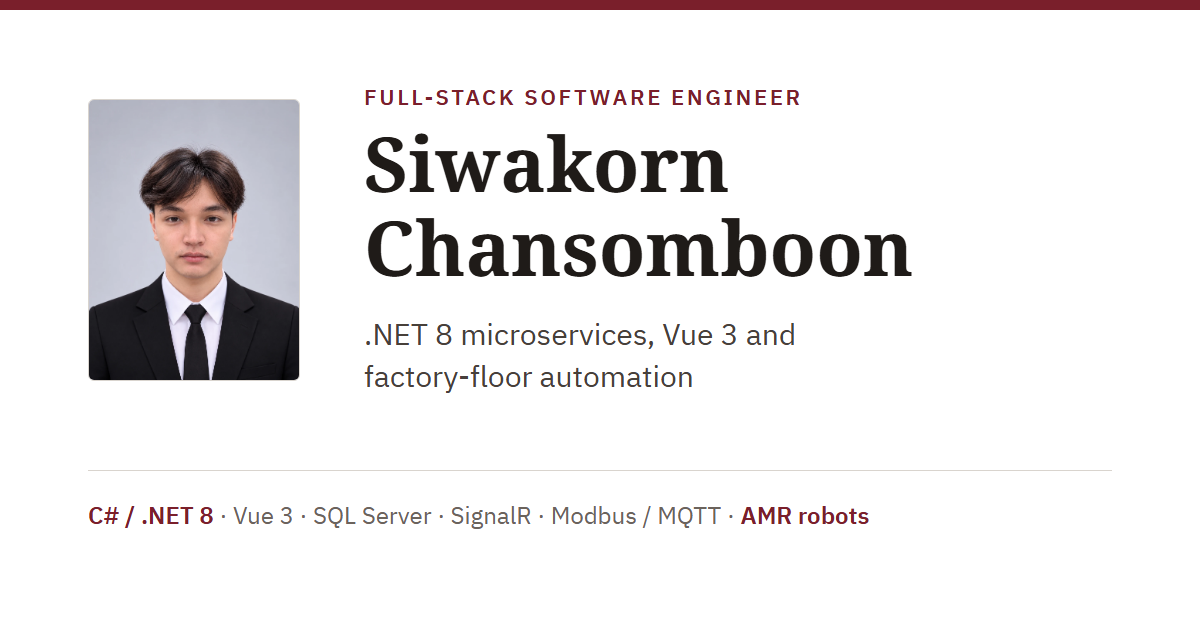 FULL-STACK SOFTWARE ENGINEER
Siwakorn
Chansomboon
.NET 8 microservices, Vue 3 and
factory-floor automation
C# / .NET 8 · Vue 3 · SQL Server · SignalR · Modbus / MQTT · AMR robots